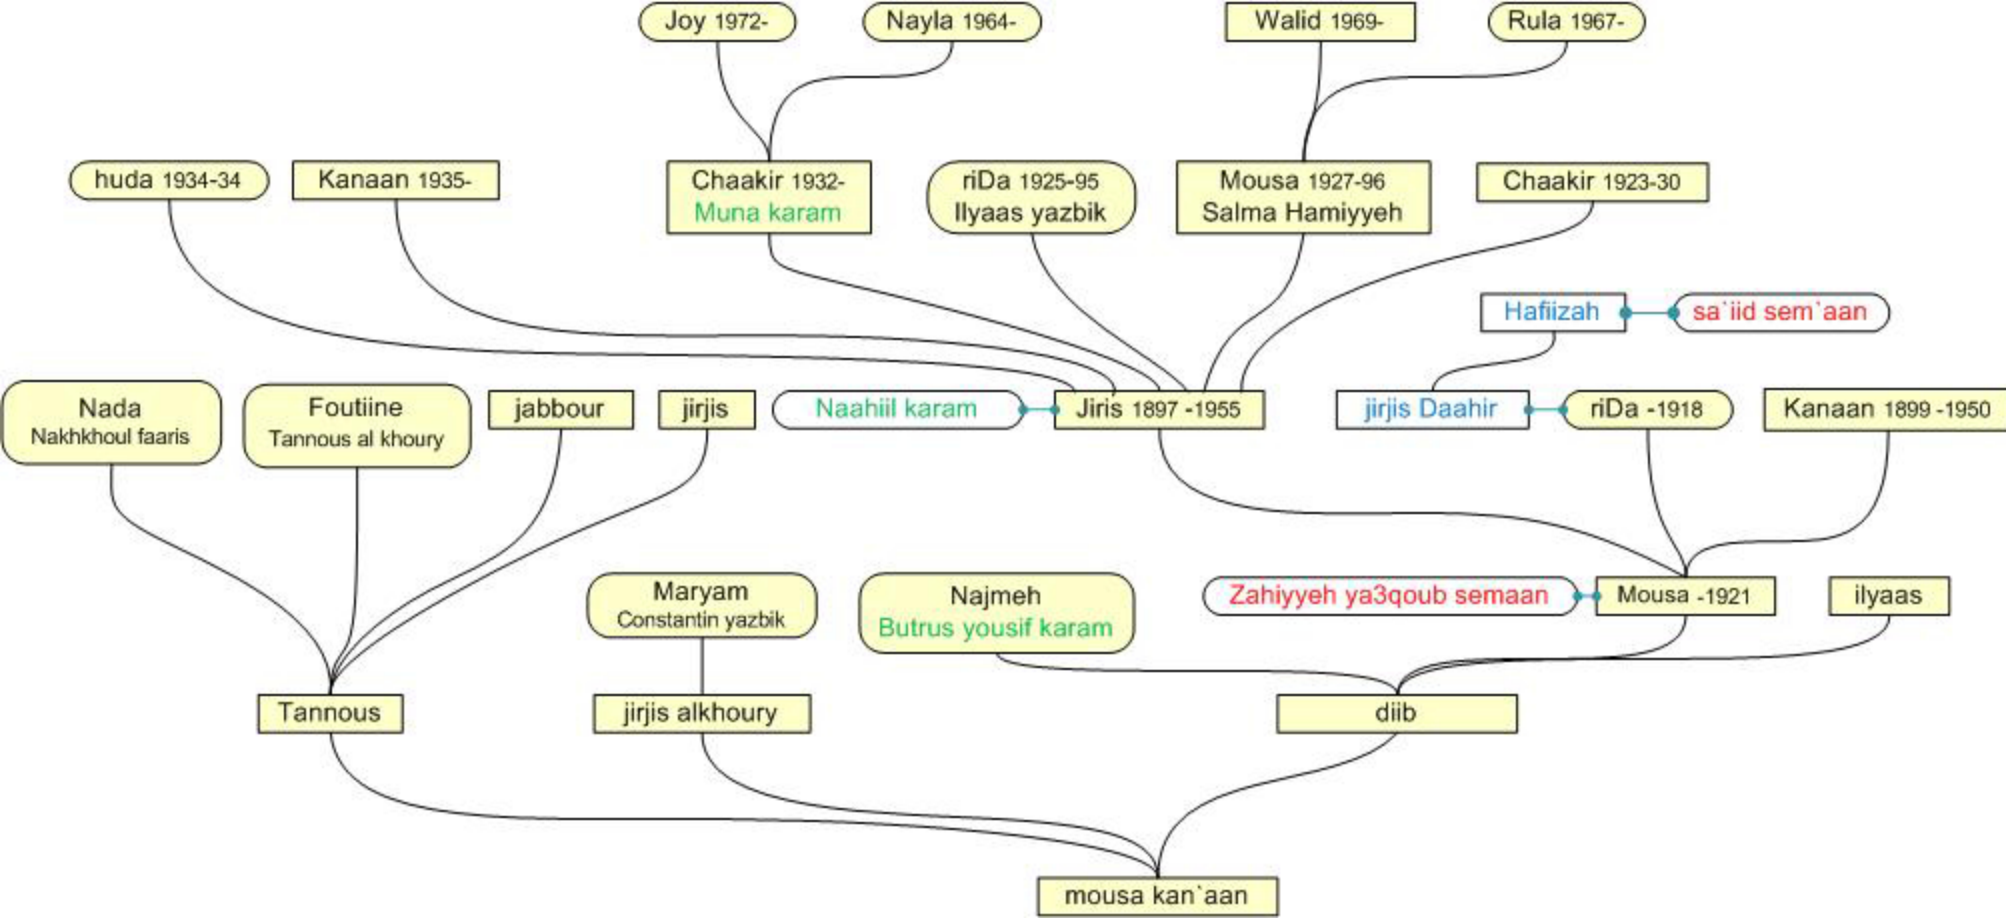 Joy 1972-
Nayla 1964-
Walid 1969-
Rula 1967-
huda 1934-34
Kanaan 1935-
Chaakir 1932-
Muna karam
riDa 1925-95
Ilyaas yazbik
Mousa 1927-96
Salma Hamiyyeh
Chaakir 1923-30
Hafiizah
sa`iid sem`aan
Nada
Nakhkhoul faaris
Foutiine
Tannous al khoury
jabbour
jirjis
Naahiil karam
Jiris 1897 -1955
jirjis Daahir
riDa -1918
Kanaan 1899 -1950
Maryam
Constantin yazbik
Najmeh
Butrus yousif karam
Zahiyyeh ya3qoub semaan
Mousa -1921
ilyaas
Tannous
jirjis alkhoury
diib
mousa kan`aan